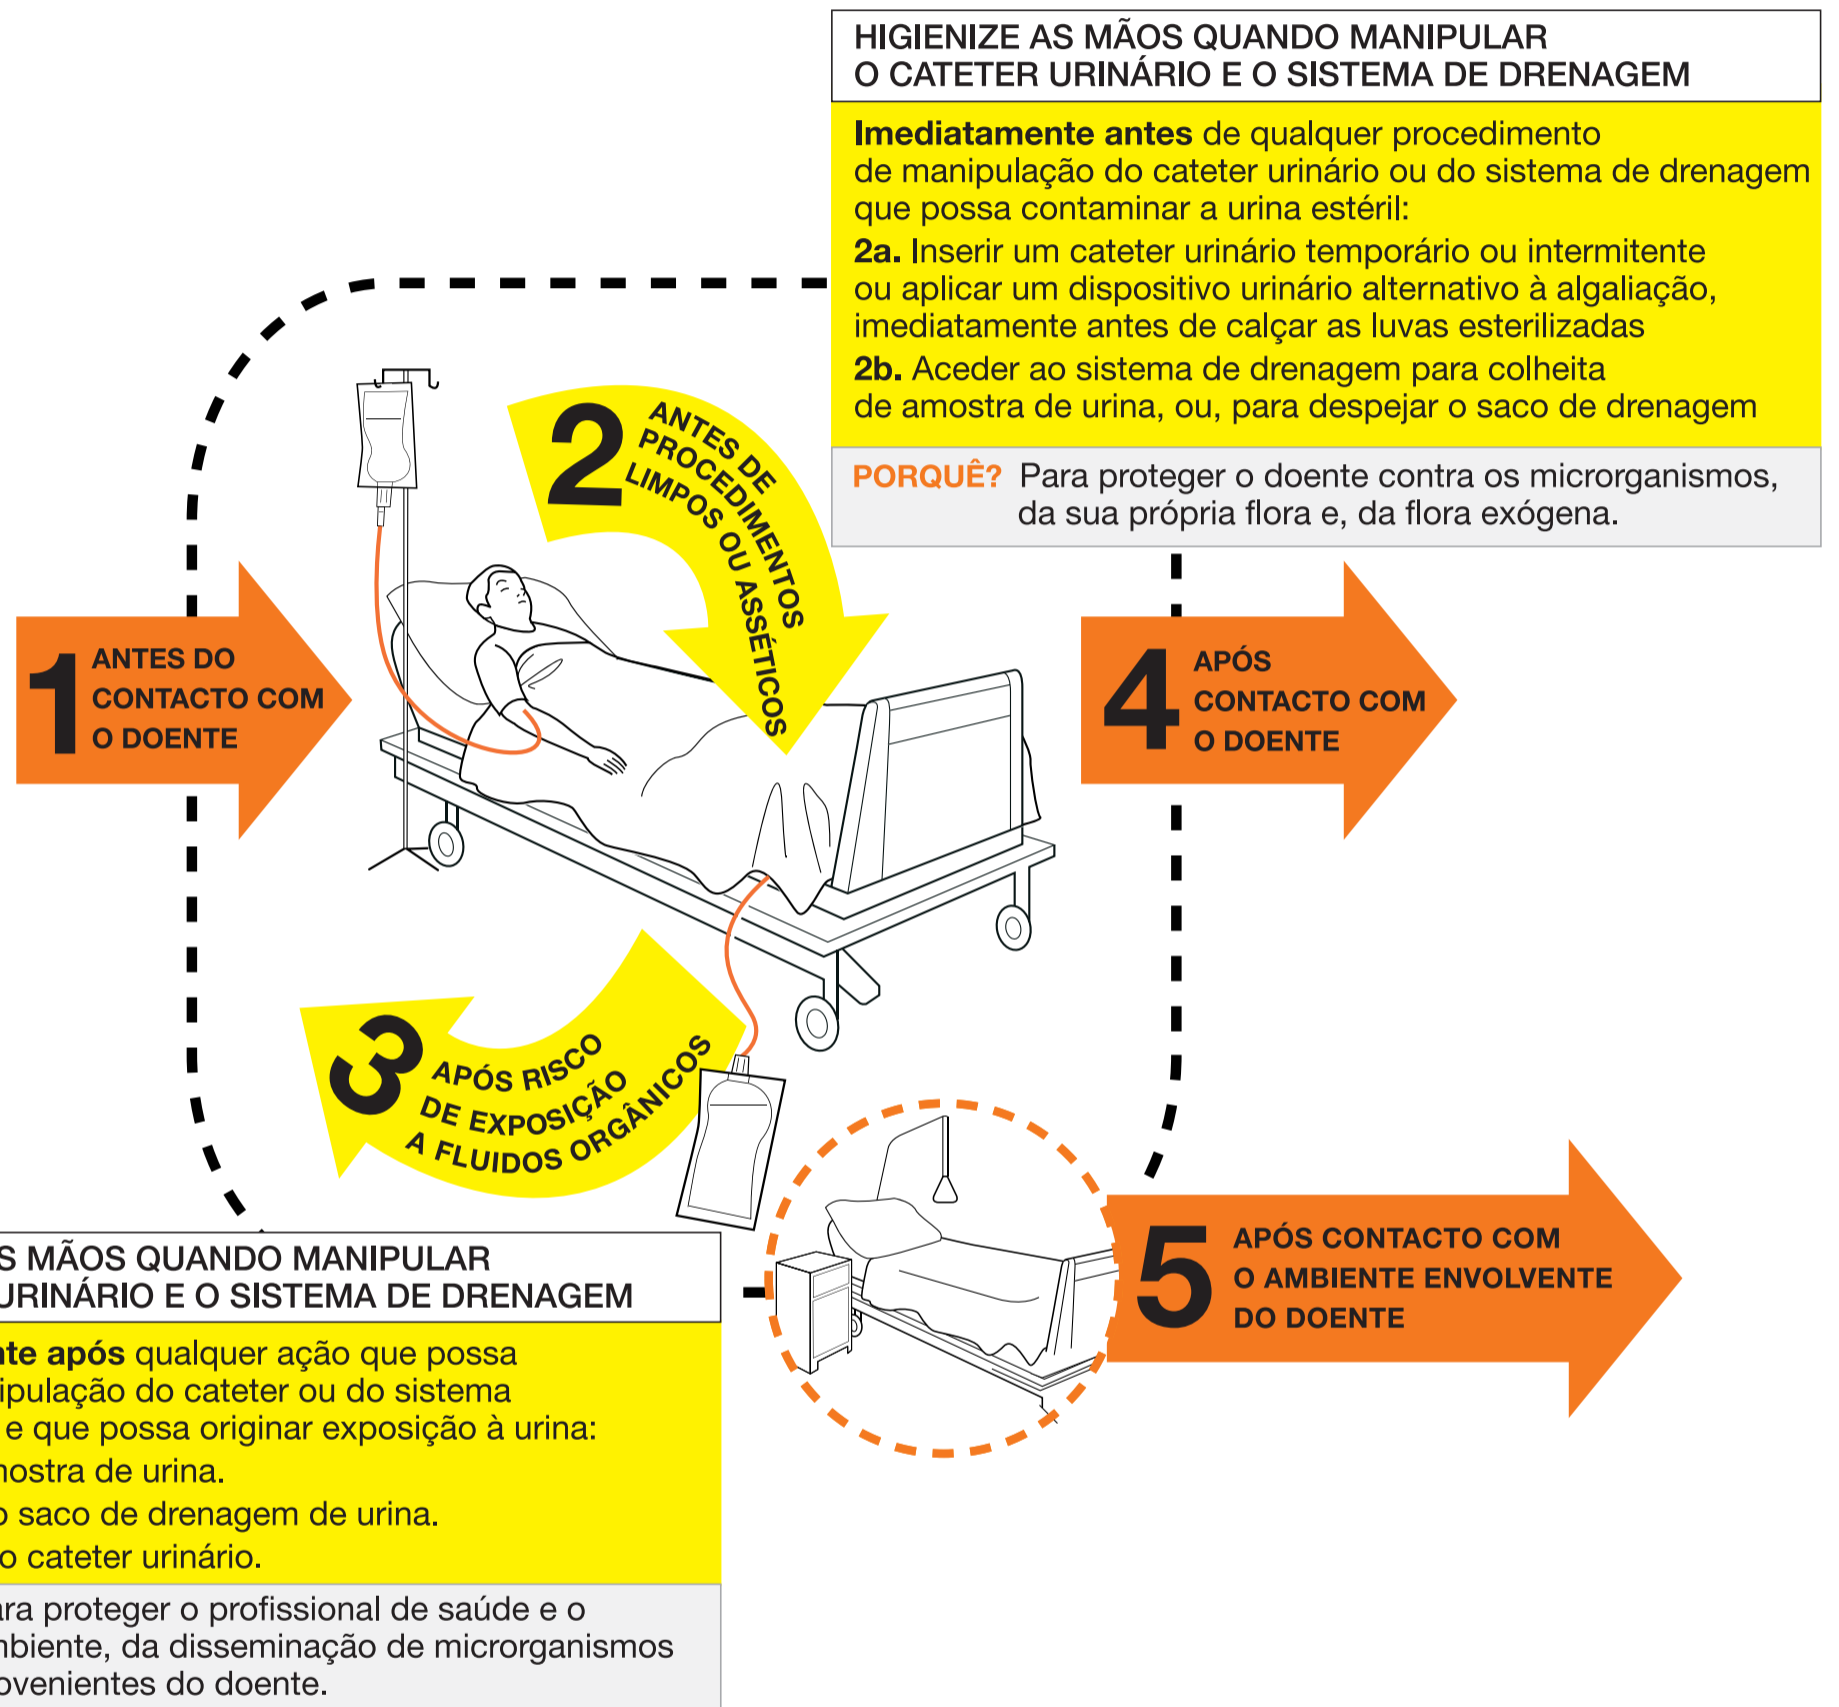 HIGIENIZE AS MÃOS QUANDO MANIPULAR
O CATETER URINÁRIO E O SISTEMA DE DRENAGEM
Imediatamente antes de qualquer procedimento
de manipulação do cateter urinário ou do sistema de drenagem
que possa contaminar a urina estéril:
2a. Inserir um cateter urinário temporário ou intermitente
ou aplicar um dispositivo urinário alternativo à algaliação,
imediatamente antes de calçar as luvas esterilizadas
2b. Aceder ao sistema de drenagem para colheita
de amostra de urina, ou, para despejar o saco de drenagem
PORQUÊ? Para proteger o doente contra os microrganismos,
da sua própria flora e, da flora exógena.
1
ANTES DO
CONTACTO COM
O DOENTE
2
ANTES DE
PROCEDIMENTOS
LIMPOS OU ASSÉTICOS
3
APÓS RISCO
DE EXPOSIÇÃO
A FLUIDOS ORGÂNICOS
4
APÓS
CONTACTO COM
O DOENTE
5
APÓS CONTACTO COM
O AMBIENTE ENVOLVENTE
DO DOENTE
S MÃOS QUANDO MANIPULAR
URINÁRIO E O SISTEMA DE DRENAGEM
nte após qualquer ação que possa
ipulação do cateter ou do sistema
e que possa originar exposição à urina:
nostra de urina.
o saco de drenagem de urina.
o cateter urinário.
ara proteger o profissional de saúde e o
mbiente, da disseminação de microrganismos
ovenientes do doente.